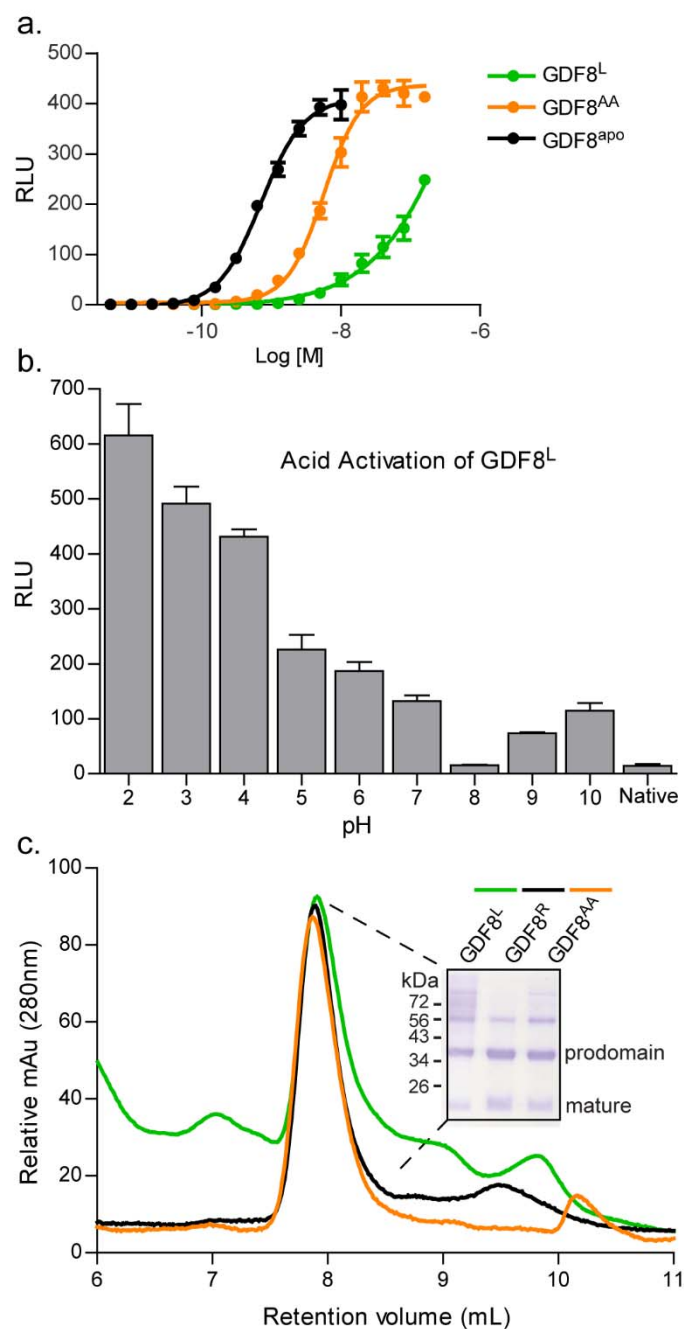 a.
500
400
300
200
100
0
RLU
-10
-8
-6
Log [M]
GDF8ᴸ
GDF8ᴬᴬ
GDF8ᵃᵖᵒ
b.
700
600
500
400
300
200
100
0
RLU
Acid Activation of GDF8ᴸ
2 3 4 5 6 7 8 9 10 Native
pH
c.
100
80
60
40
20
0
Relative mAu (280nm)
6 7 8 9 10 11
Retention volume (mL)
GDF8ᴸ
GDF8ᴿ
GDF8ᴬᴬ
kDa
72
56
43
34
26
prodomain
mature